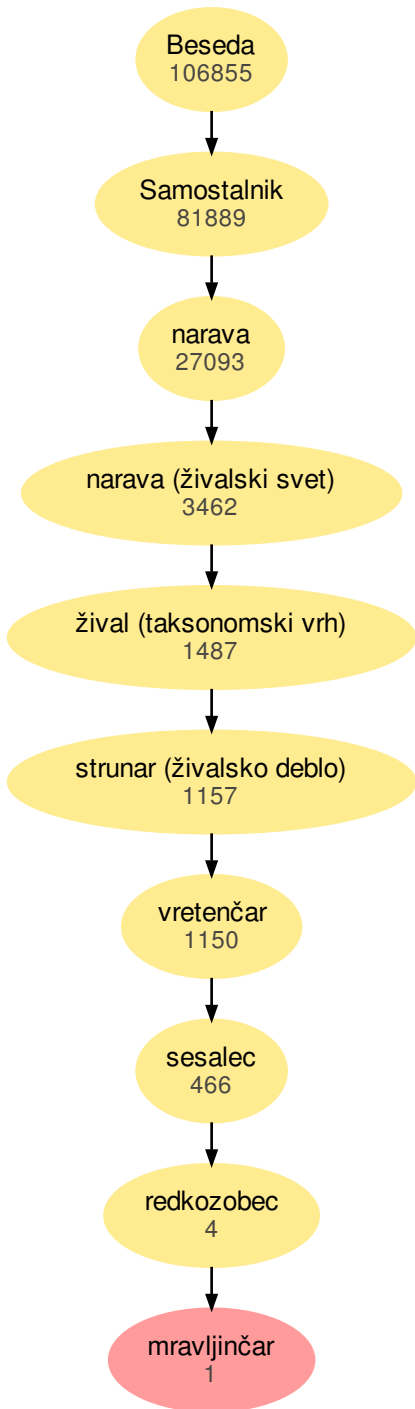 Beseda
106855
Samostalnik
81889
narava
27093
narava (živalski svet)
3462
žival (taksonomski vrh)
1487
strunar (živalsko deblo)
1157
vretenčar
1150
sesalec
466
redkozobec
4
mravljinčar
1